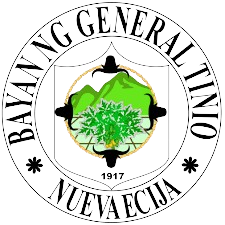 BAYAN NG GENERAL TINIO
1917
NUEVA ECIJA